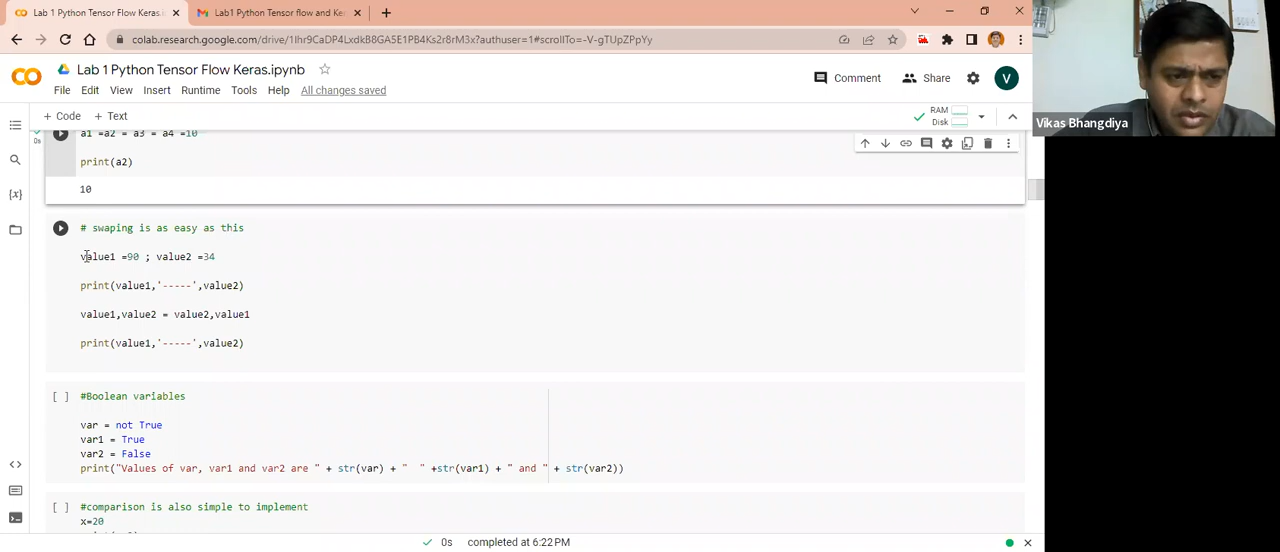 Lab 1 Python Tensor Flow Keras.i
Lab1 Python Tensor flow and Ke
colab.research.google.com/drive/1Ihr9CaDP4LxdkB8GA5E1PB4Ks2r8rM3x?authuser=1#scrollTo=-V-gTUpZPpYy
Lab 1 Python Tensor Flow Keras.ipynb
Comment
Share
V
File Edit View Insert Runtime Tools Help All changes saved
+ Code + Text
RAM
Disk
Vikas Bhangdiya
0s
a1 =a2 = a3 = a4 =10
print(a2)
10
# swaping is as easy as this
value1 =90 ; value2 =34
print(value1,'-----',value2)
value1,value2 = value2,value1
print(value1,'-----',value2)
[ ] #Boolean variables
var = not True
var1 = True
var2 = False
print("Values of var, var1 and var2 are " + str(var) + "  " +str(var1) + " and " + str(var2))
[ ] #comparison is also simple to implement
x=20
0s completed at 6:22PM